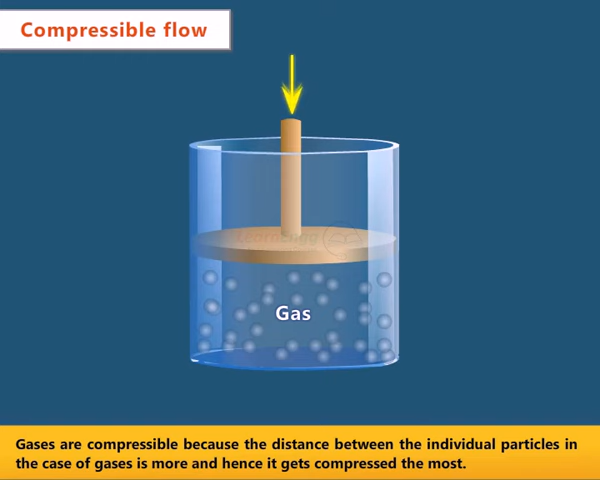 Compressible flow
Gas
Gases are compressible because the distance between the individual particles in
the case of gases is more and hence it gets compressed the most.